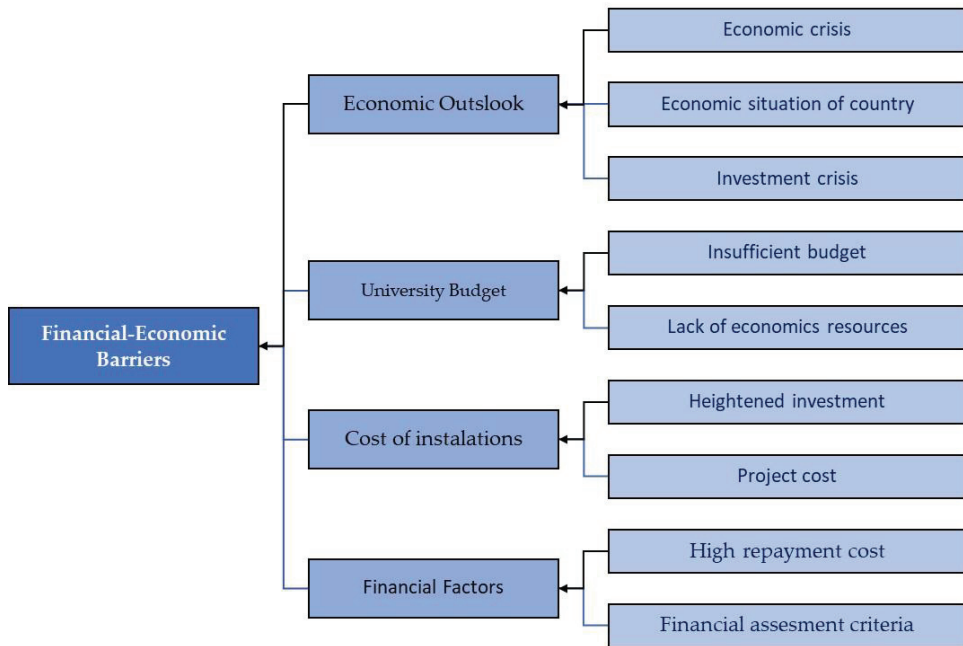 Financial-Economic
Barriers
Economic Outslook
Economic crisis
Economic situation of country
Investment crisis
University Budget
Insufficient budget
Lack of economics resources
Cost of instalations
Heightened investment
Project cost
Financial Factors
High repayment cost
Financial assesment criteria